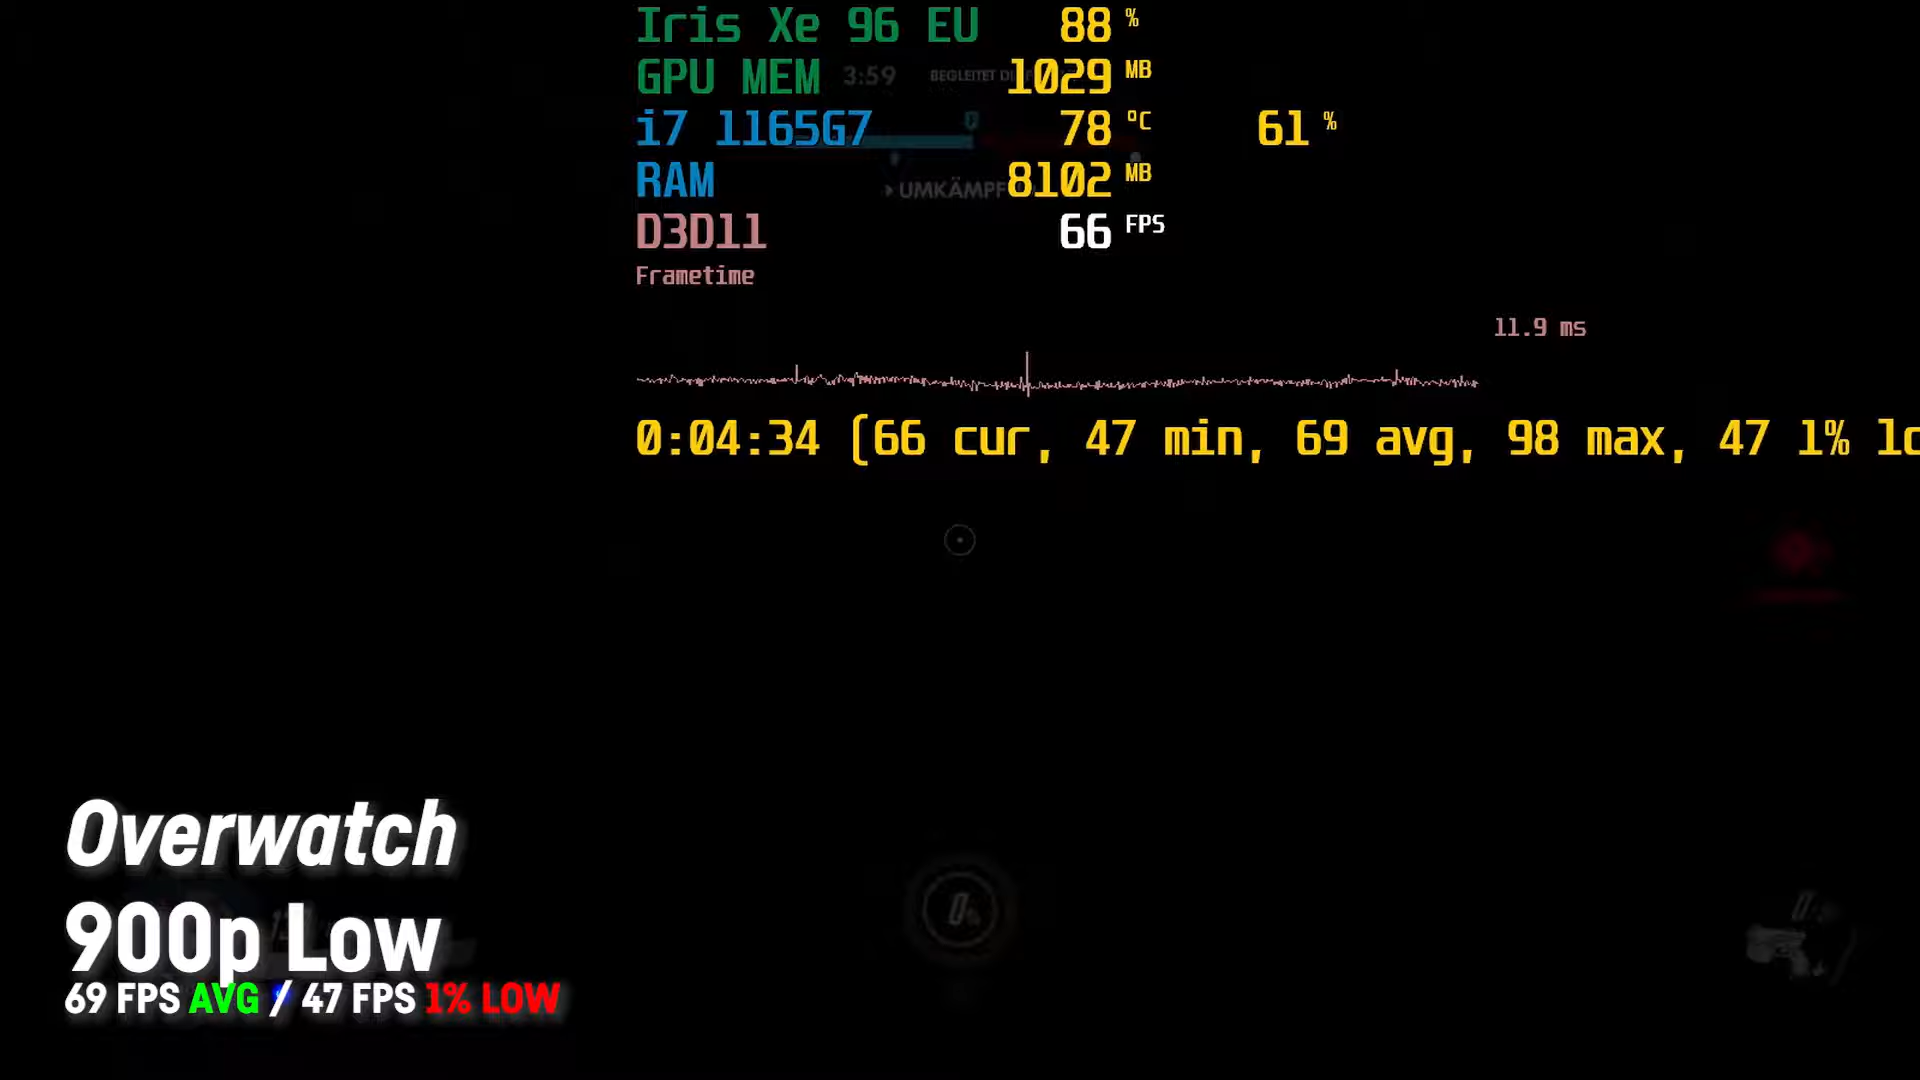 Iris Xe 96 EU 88 %
GPU MEM 1029 MB
3:59 BEGLEITET
i7 1165G7 78 °C 61 %
RAM 8102 MB
D3D11 66 FPS
Frametime
11.9 ms
0:04:34 (66 cur, 47 min, 69 avg, 98 max, 47 1%
Overwatch
900p Low
69 FPS AVG / 47 FPS 1% LOW